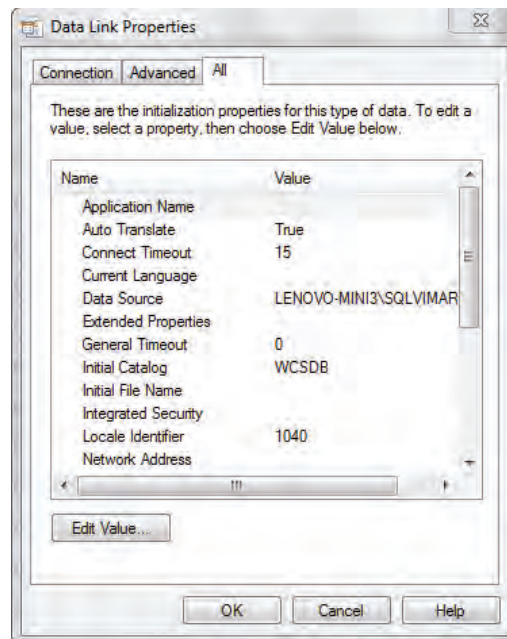 Data Link Properties
Connection Advanced All
These are the initialization properties for this type of data. To edit a
value, select a property, then choose Edit Value below.
Name Value
Application Name
Auto Translate True
Connect Timeout 15
Current Language
Data Source LENOVO-MINI3\SQLVIMAR
Extended Properties
General Timeout 0
Initial Catalog WCSDB
Initial File Name
Integrated Security
Locale Identifier 1040
Network Address
Edit Value...
OK Cancel Help